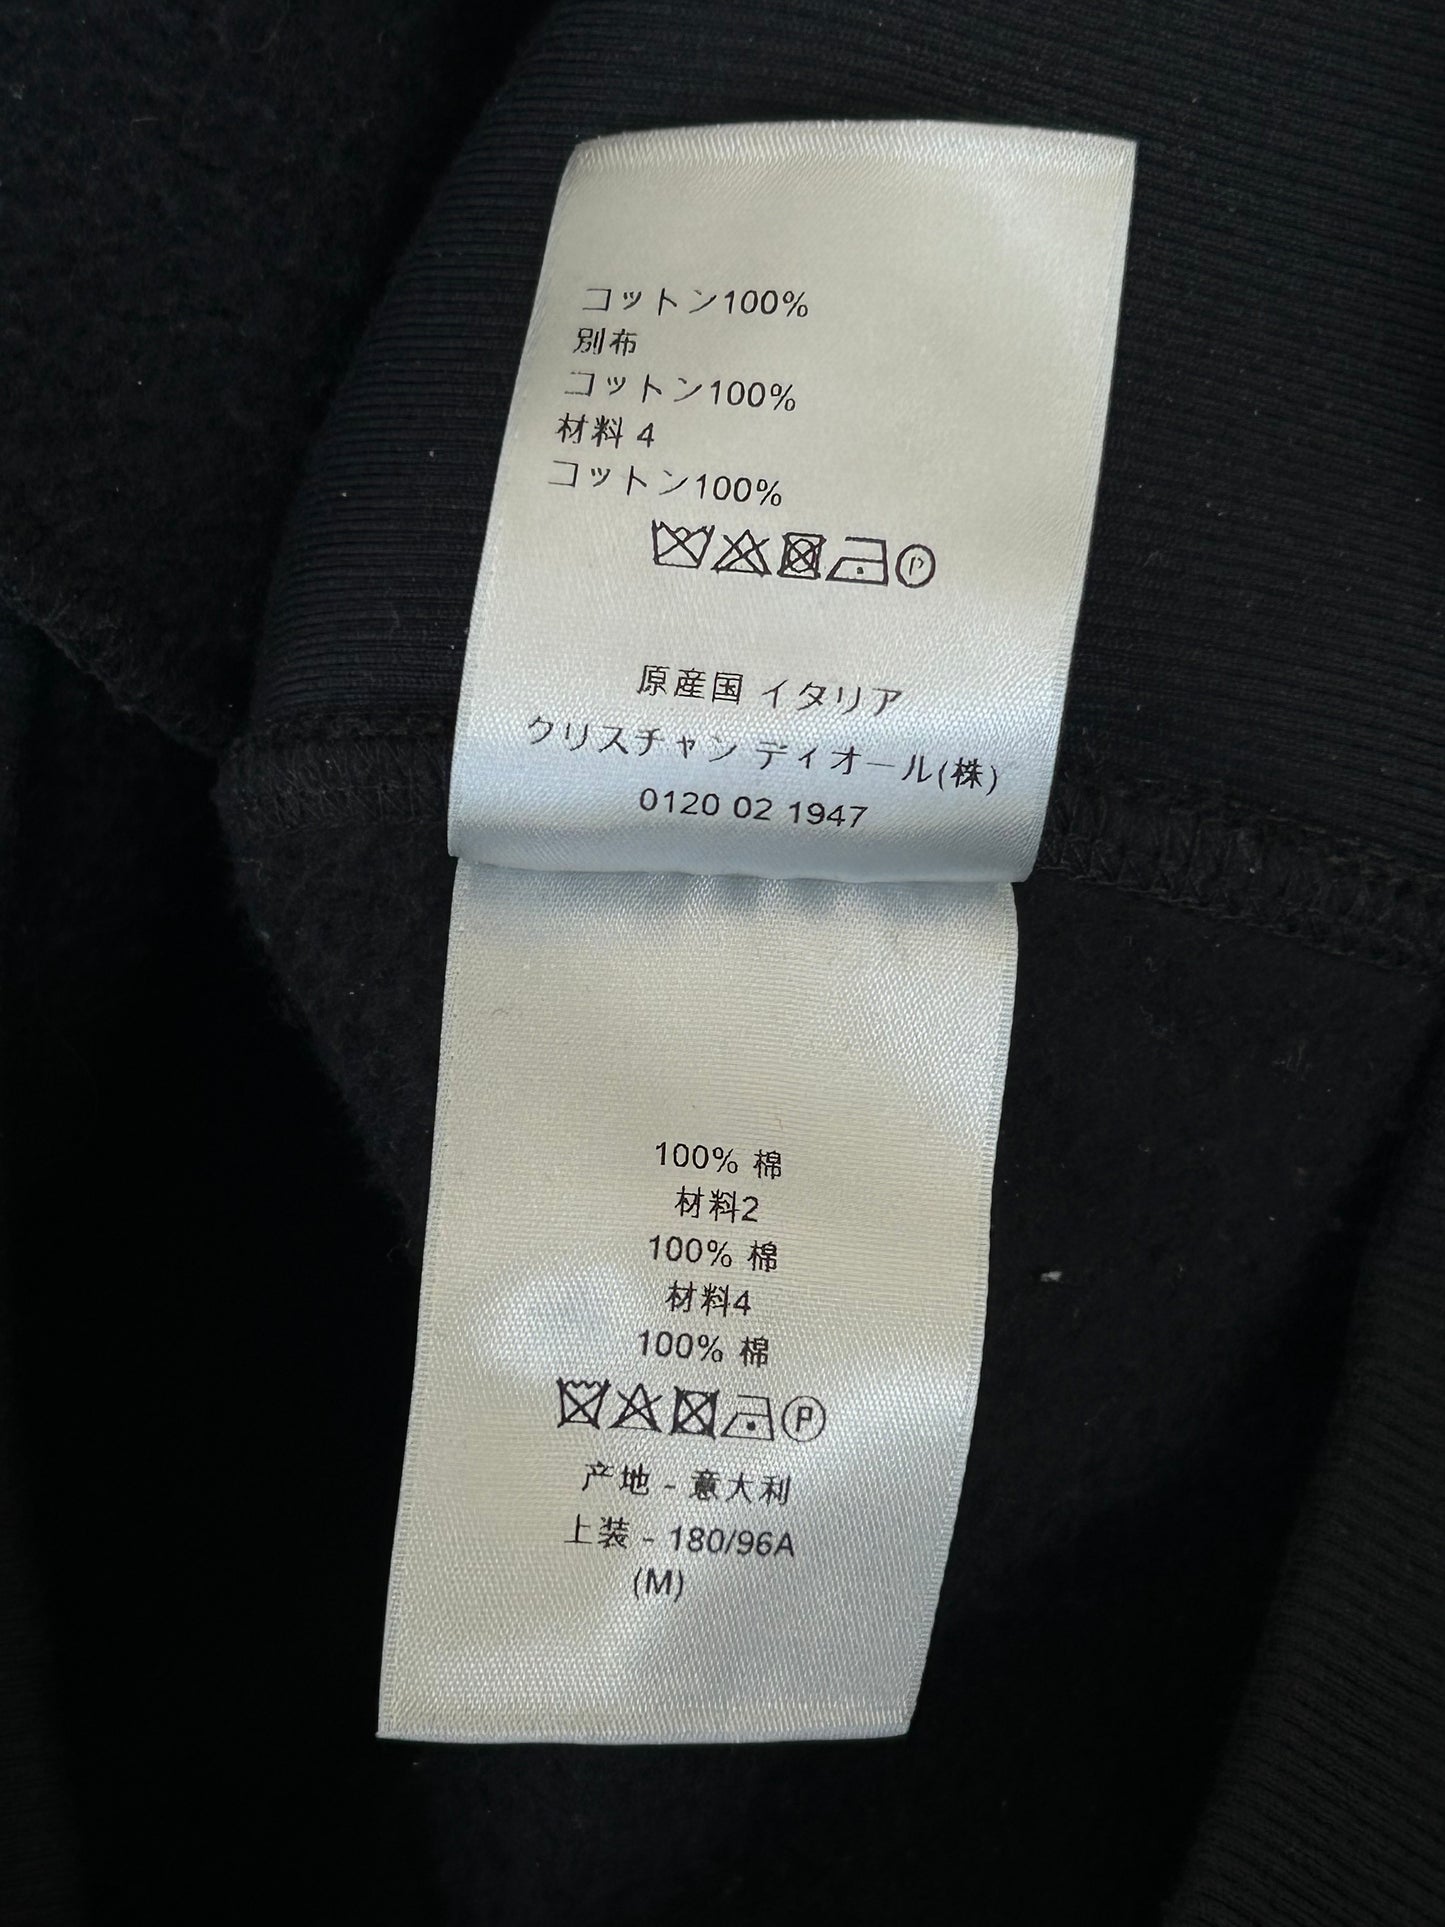 コットン100%
別布
コットン100%
材料 4
コットン100%
P
原産国 イタリア
クリスチャン ディオール(株)
0120 02 1947
100% 棉
材料2
100% 棉
材料4
100% 棉
P
产地 - 意大利
上装 - 180/96A
(M)